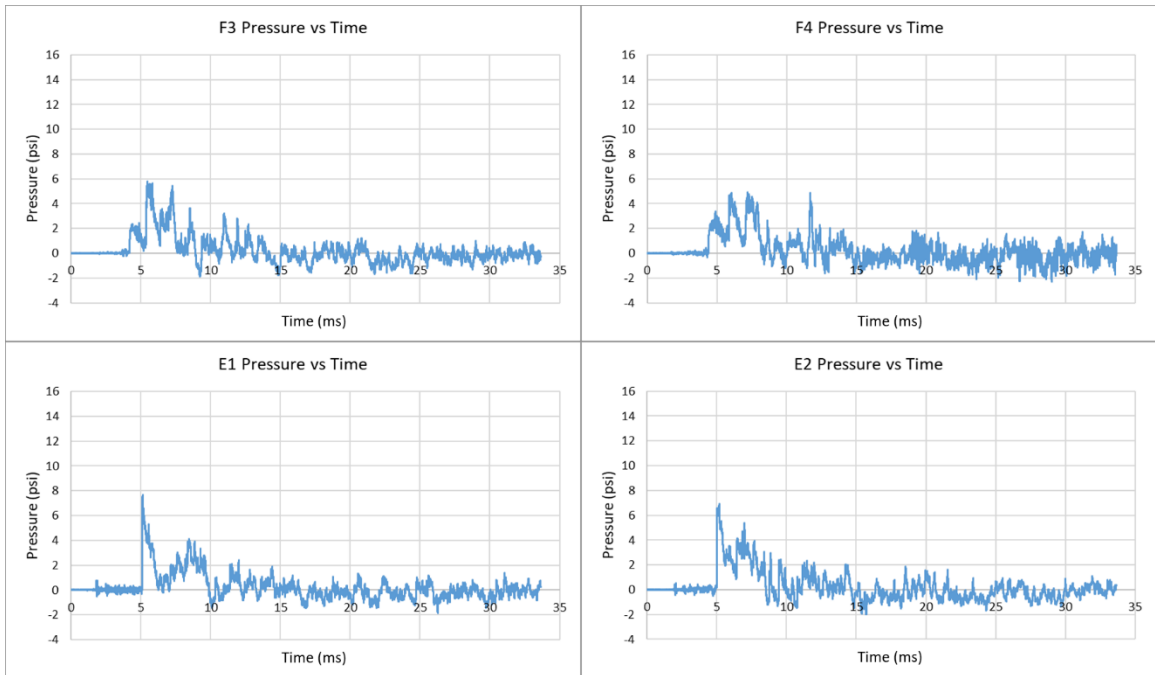 F3 Pressure vs Time
16
14
12
10
8
6
4
2
0
-2
-4
0 5 10 15 20 25 30 35
Pressure (psi)
Time (ms)
F4 Pressure vs Time
16
14
12
10
8
6
4
2
0
-2
-4
0 5 10 15 20 25 30 35
Pressure (psi)
Time (ms)
E1 Pressure vs Time
16
14
12
10
8
6
4
2
0
-2
-4
0 5 10 15 20 25 30 35
Pressure (psi)
Time (ms)
E2 Pressure vs Time
16
14
12
10
8
6
4
2
0
-2
-4
0 5 10 15 20 25 30 35
Pressure (psi)
Time (ms)